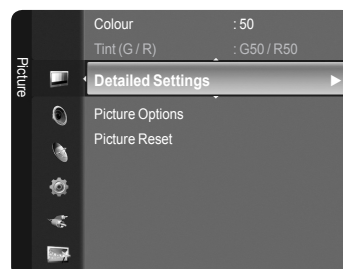 Picture
Colour : 50
Tint (G / R) : G50 / R50
Detailed Settings
Picture Options
Picture Reset